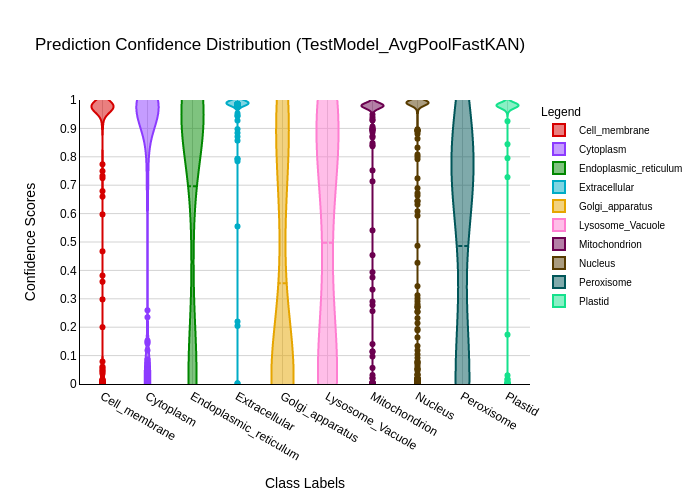 Prediction Confidence Distribution (TestModel_AvgPoolFastKAN)
Confidence Scores
1
0.9
0.8
0.7
0.6
0.5
0.4
0.3
0.2
0.1
0
Cell_membrane
Cytoplasm
Endoplasmic_reticulum
Extracellular
Golgi_apparatus
Lysosome_Vacuole
Mitochondrion
Nucleus
Peroxisome
Plastid
Class Labels
Legend
Cell_membrane
Cytoplasm
Endoplasmic_reticulum
Extracellular
Golgi_apparatus
Lysosome_Vacuole
Mitochondrion
Nucleus
Peroxisome
Plastid